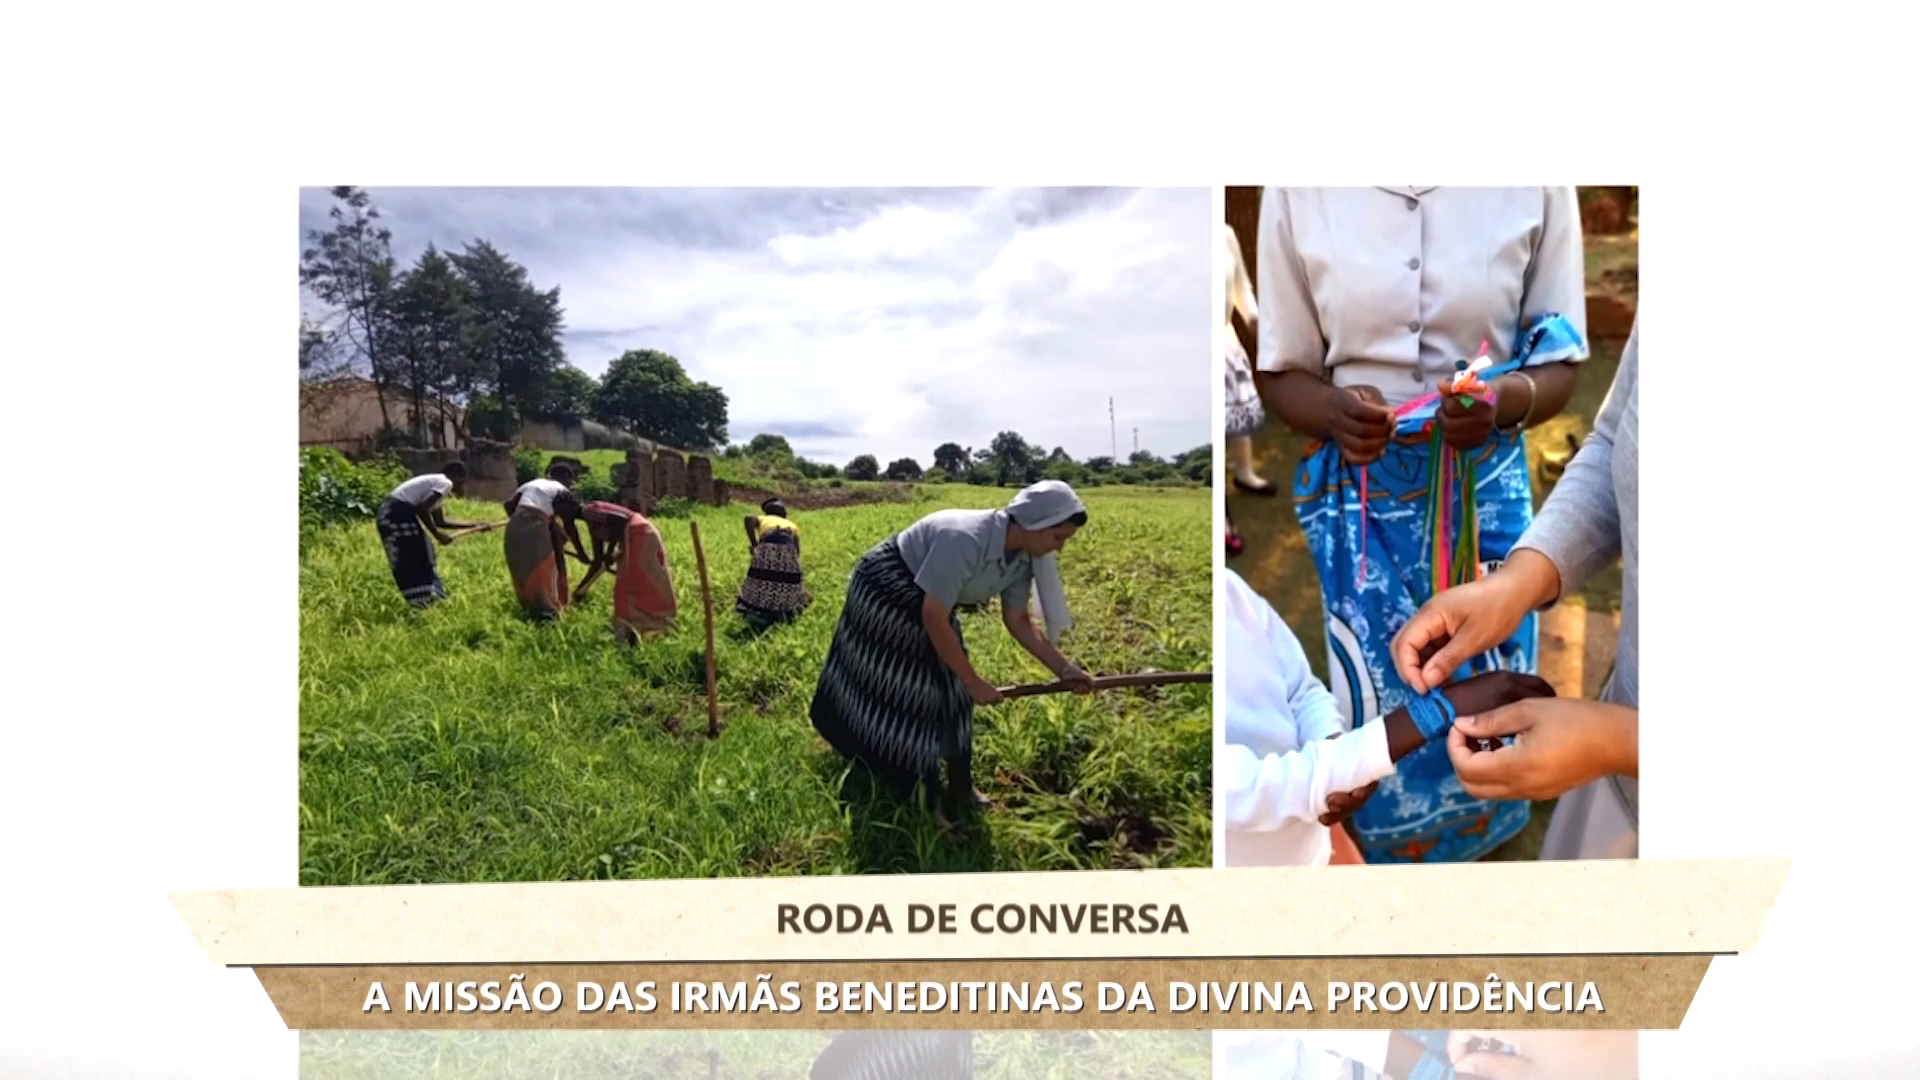 RODA DE CONVERSA
A MISSÃO DAS IRMÃS BENEDITINAS DA DIVINA PROVIDÊNCIA